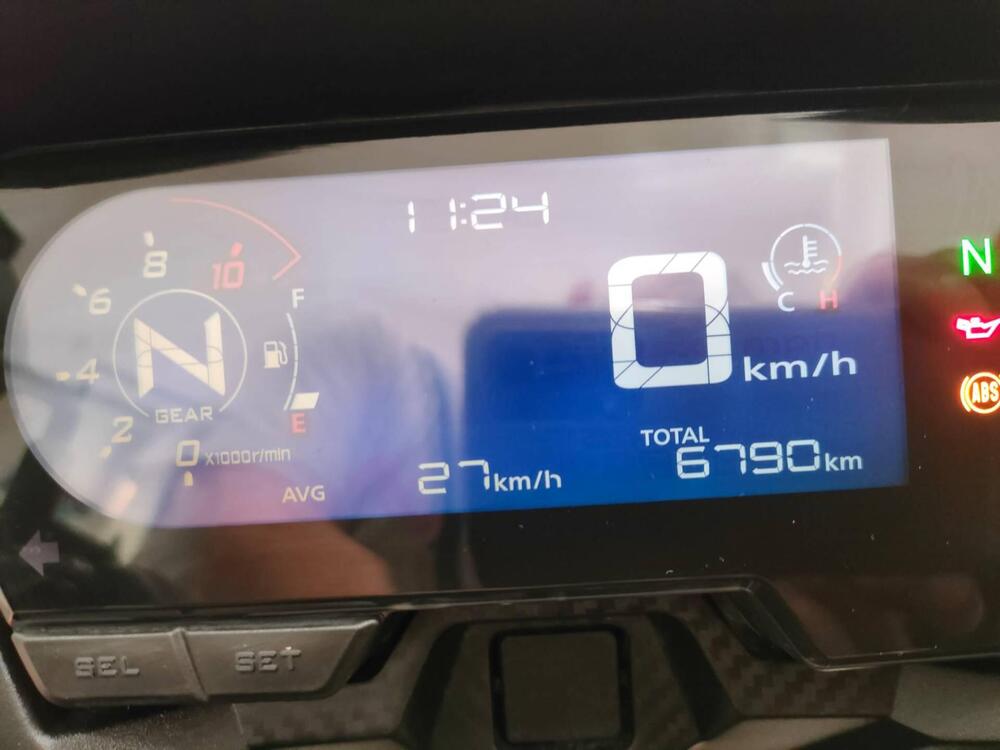 11:24
8
10
6
F
N
4
N
GEAR
C
H
km/h
0
ABS
E
2
0 X1000r/min
TOTAL
6790km
AVG
27km/h
SEL
SET